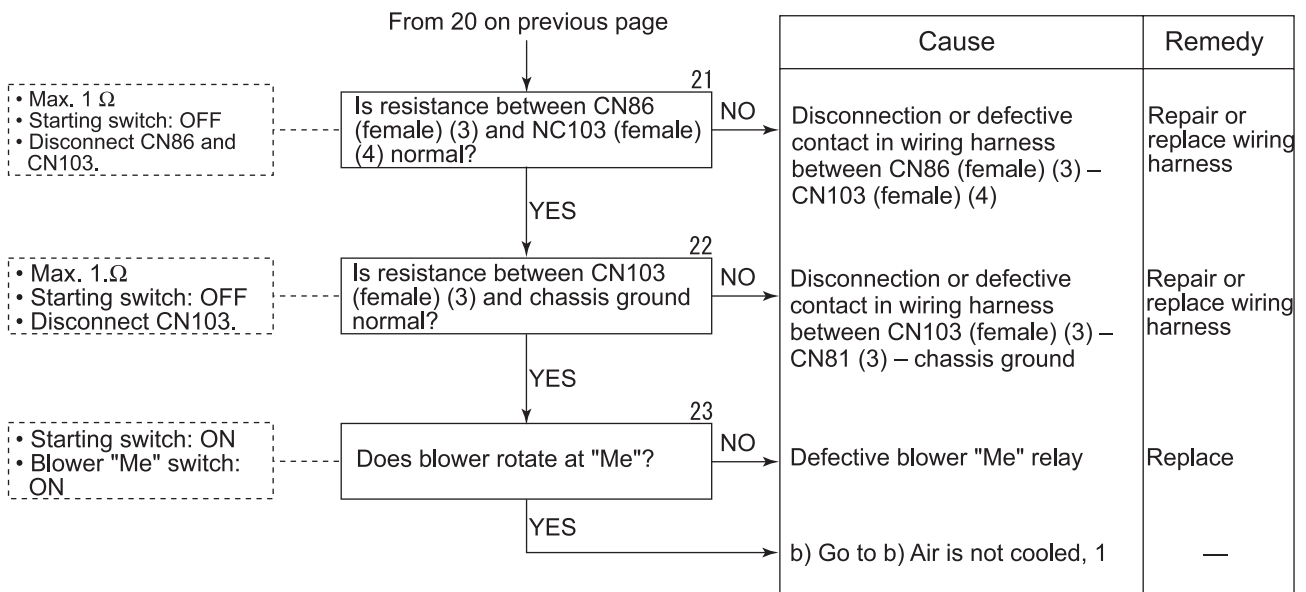 From 20 on previous page
Cause
Remedy
• Max. 1 Ω
• Starting switch: OFF
• Disconnect CN86 and
CN103.
21
Is resistance between CN86
(female) (3) and NC103 (female)
(4) normal?
NO
Disconnection or defective
contact in wiring harness
between CN86 (female) (3) –
CN103 (female) (4)
Repair or
replace wiring
harness
YES
• Max. 1.Ω
• Starting switch: OFF
• Disconnect CN103.
22
Is resistance between CN103
(female) (3) and chassis ground
normal?
NO
Disconnection or defective
contact in wiring harness
between CN103 (female) (3) –
CN81 (3) – chassis ground
Repair or
replace wiring
harness
YES
• Starting switch: ON
• Blower "Me" switch:
ON
23
Does blower rotate at "Me"?
NO
Defective blower "Me" relay
Replace
YES
b) Go to b) Air is not cooled, 1
—